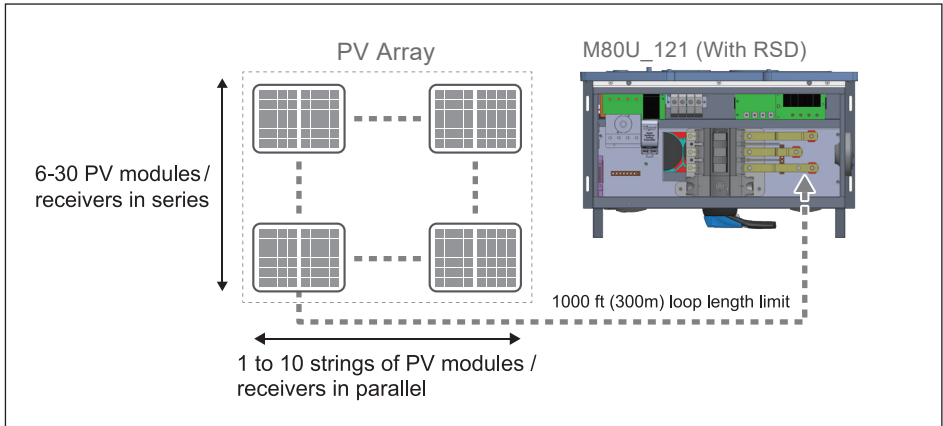 PV Array
M80U_121 (With RSD)
6-30 PV modules /
receivers in series
1000 ft (300m) loop length limit
1 to 10 strings of PV modules /
receivers in parallel